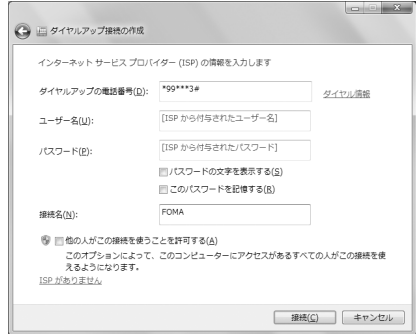 ダイヤルアップ接続の作成
インターネット サービス プロバイダー (ISP) の情報を入力します
ダイヤルアップの電話番号(D): *99***3# ダイヤル情報
ユーザー名(U): [ISP から付与されたユーザー名]
パスワード(P): [ISP から付与されたパスワード]
パスワードの文字を表示する(S)
このパスワードを記憶する(R)
接続名(N): FOMA
他の人がこの接続を使うことを許可する(A)
このオプションによって、このコンピューターにアクセスがあるすべての人がこの接続を使
えるようになります。
ISP がありません
接続(C) キャンセル